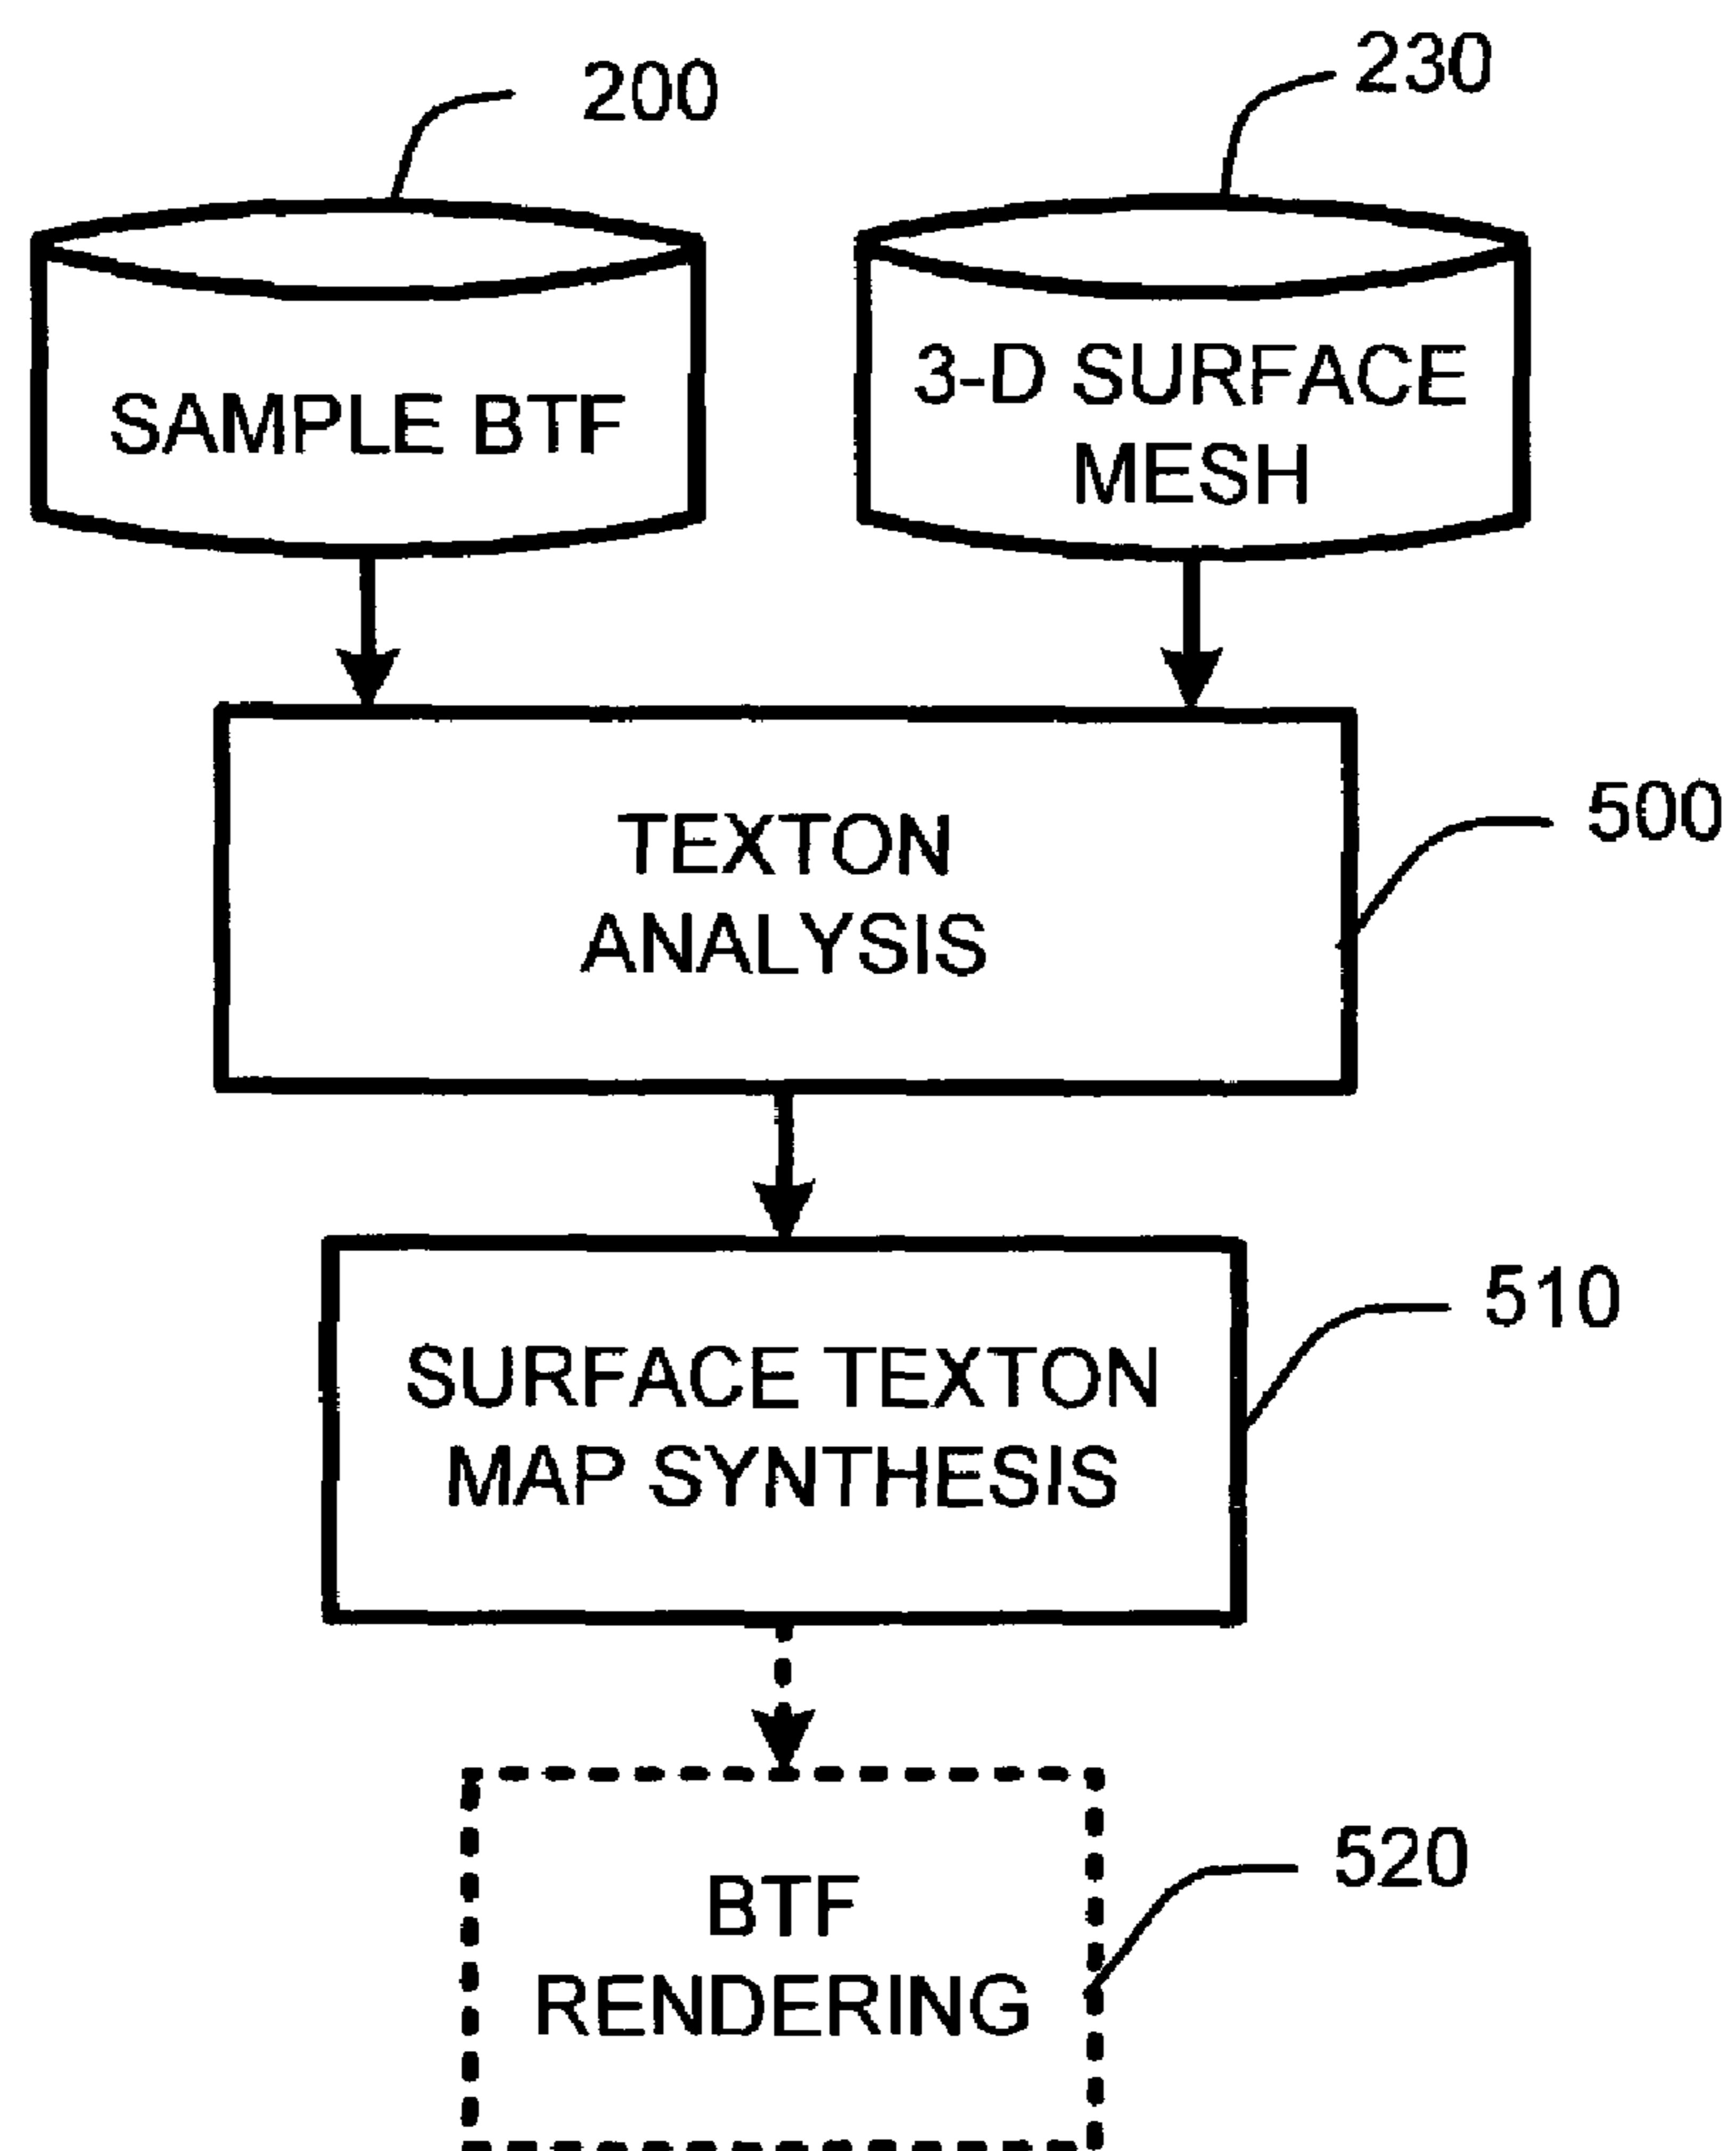 200
230
SAMPLE BTF
3-D SURFACE
MESH
500
TEXTON
ANALYSIS
510
SURFACE TEXTON
MAP SYNTHESIS
520
BTF
RENDERING